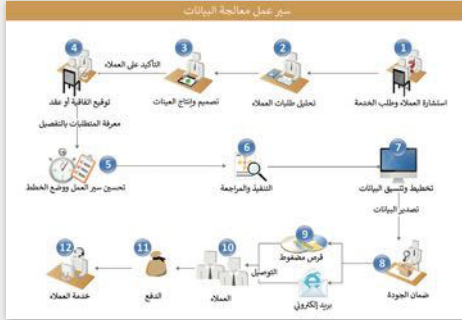 سير عمل معالجة البيانات
1
استشارة العملاء وطلب الخدمة
2
تحليل طلبات العملاء
3
تصميم وإنتاج العينات
التأكيد على العملاء
4
توقيع اتفاقية أو عقد
معرفة المتطلبات بالتفصيل
5
تحسين سير العمل ووضع الخطط
6
التنفيذ والمراجعة
7
تخطيط وتنسيق البيانات
تصدير البيانات
8
ضمان الجودة
9
قرص مضغوط
التوصيل
بريد إلكتروني
10
العملاء
11
الدفع
12
خدمة العملاء